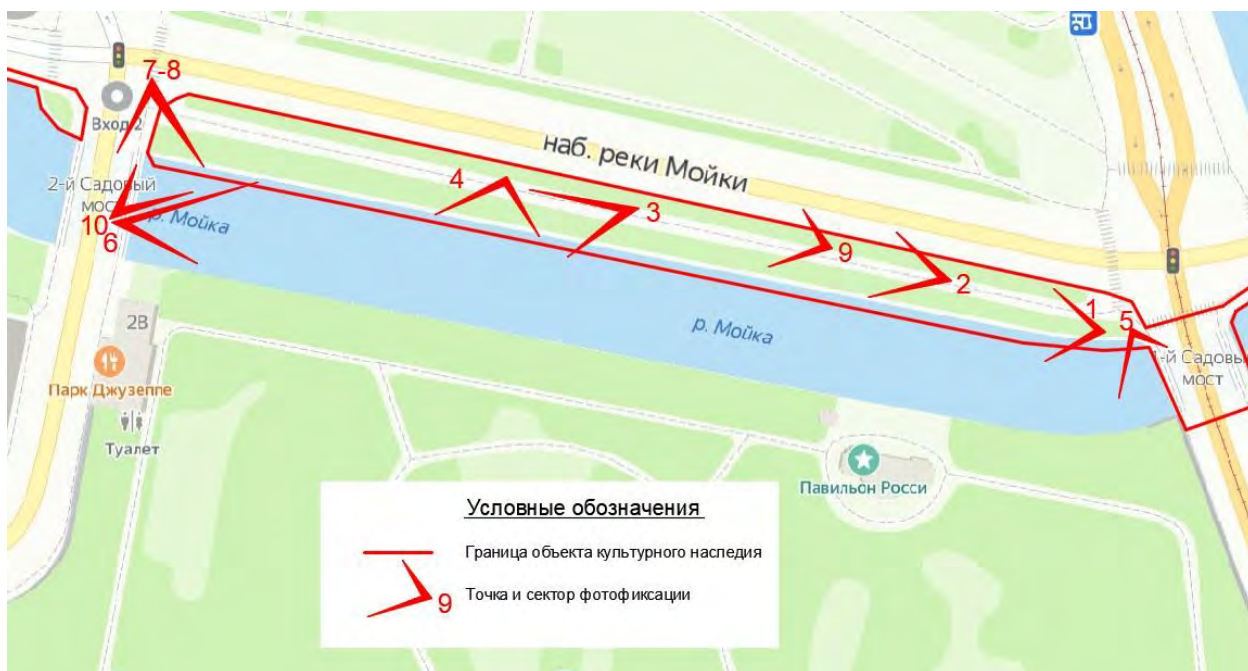 7-8
Вход 2
наб. реки Мойки
2-й Садовый
мост
10
6
р. Мойка
4
3
9
2
1
5
1-й Садовый
мост
р. Мойка
2В
Парк Джузеппе
Туалет
Павильон Росси
Условные обозначения
Граница объекта культурного наследия
9
Точка и сектор фотофиксации